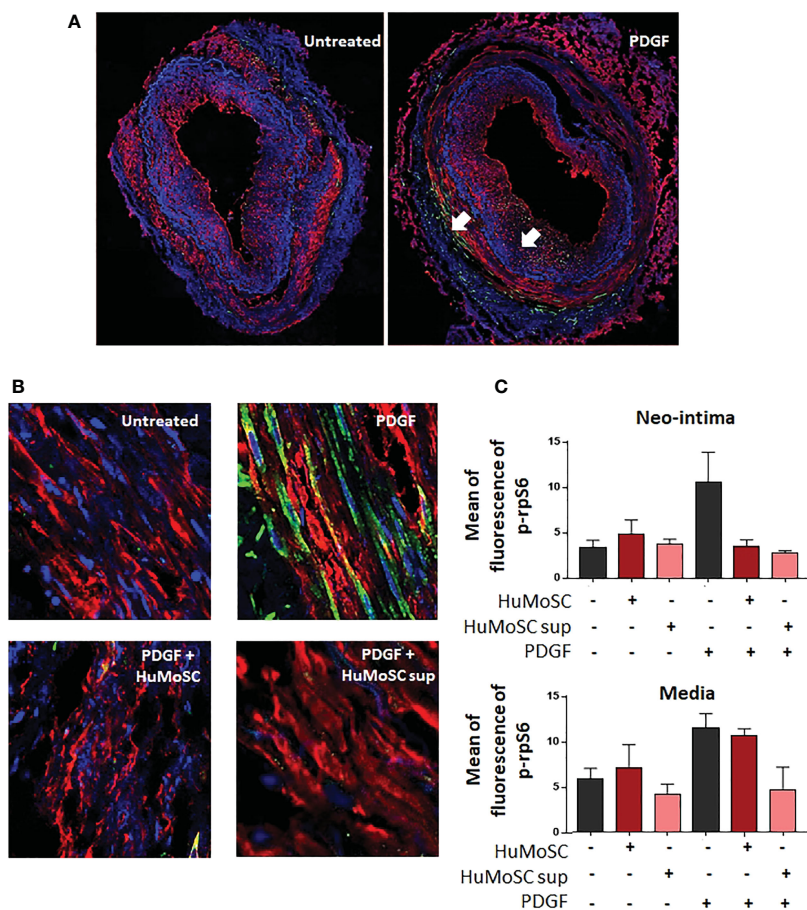 A
Untreated
PDGF
B
Untreated
PDGF
PDGF +
HuMoSC
PDGF +
HuMoSC sup
C
Neo-intima
Mean of
fluorescence of
p-rpS6
15
10
5
0
HuMoSC - + - - + -
HuMoSC sup - - + - - +
PDGF - - - + + +
Media
Mean of
fluorescence of
p-rpS6
15
10
5
0
HuMoSC - + - - + -
HuMoSC sup - - + - - +
PDGF - - - + + +